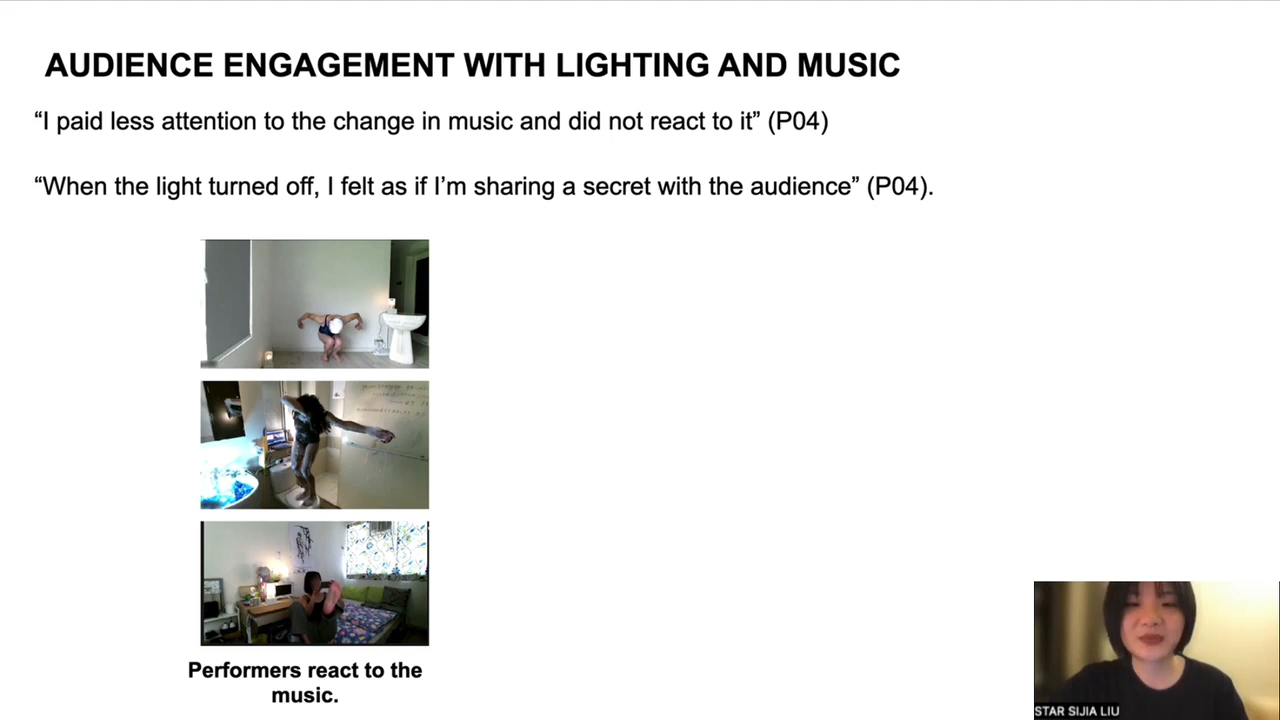 AUDIENCE ENGAGEMENT WITH LIGHTING AND MUSIC
“I paid less attention to the change in music and did not react to it” (P04)
“When the light turned off, I felt as if I’m sharing a secret with the audience” (P04).
Performers react to the
music.
STAR SIJIA LIU